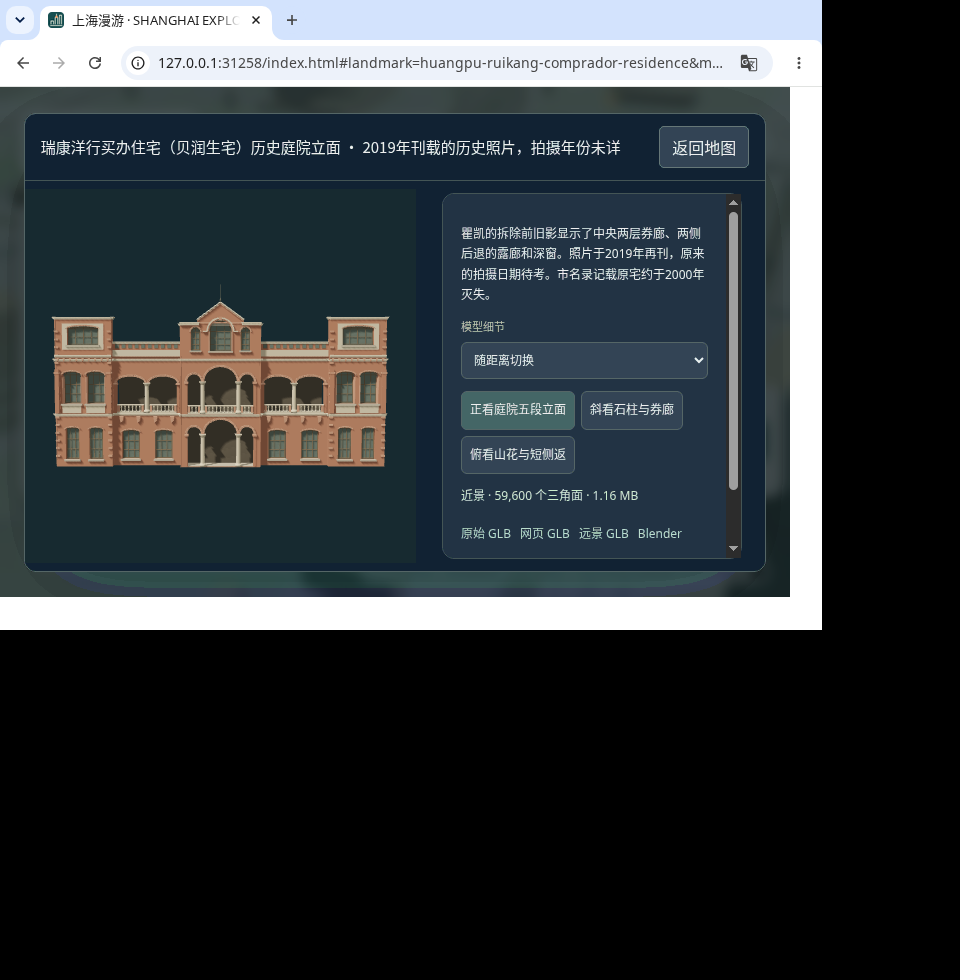 上海漫游 · SHANGHAI EXPLO
127.0.0.1:31258/index.html#landmark=huangpu-ruikang-comprador-residence&m...
瑞康洋行买办住宅（贝润生宅）历史庭院立面 · 2019年刊载的历史照片，拍摄年份未详
返回地图
瞿凯的拆除前旧影显示了中央两层券廊、两侧
后退的露廊和深窗。照片于2019年再刊，原来
的拍摄日期待考。市名录记载原宅约于2000年
灭失。
模型细节
随距离切换
正看庭院五段立面
斜看石柱与券廊
俯看山花与短侧返
近景 · 59,600 个三角面 · 1.16 MB
原始 GLB 网页 GLB 远景 GLB Blender